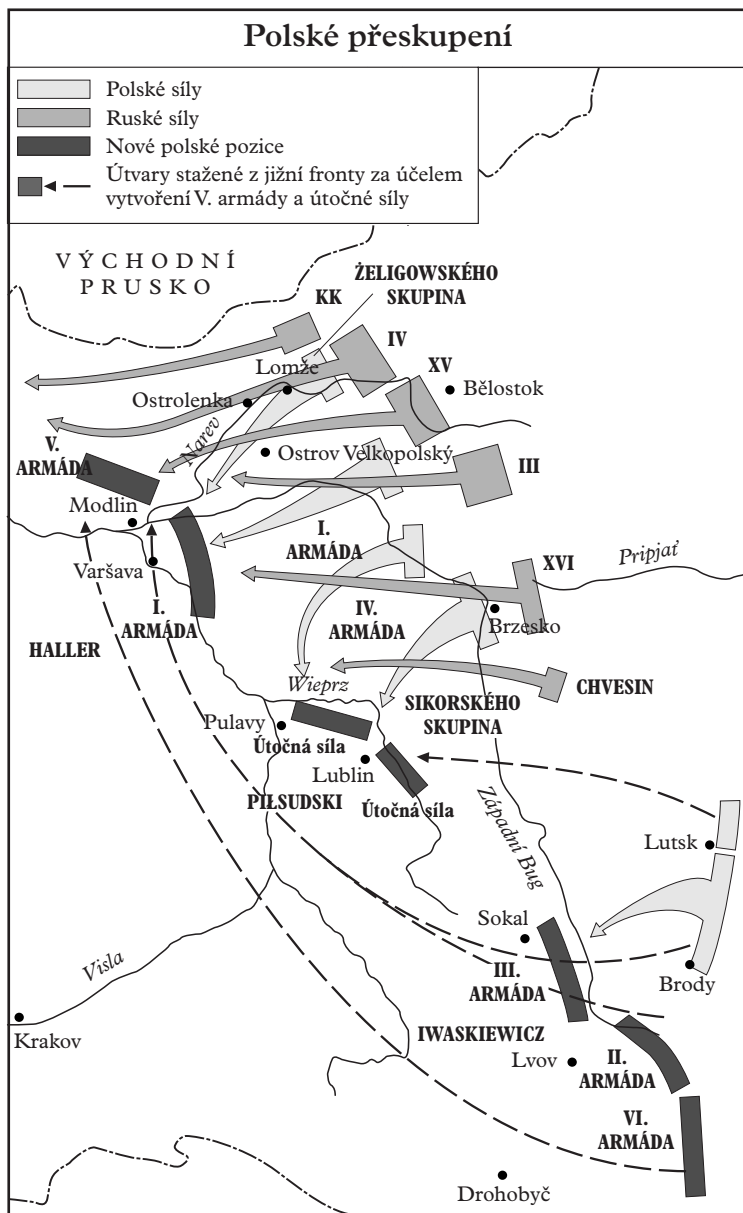 Polské přeskupení
Polské síly
Ruské síly
Nové polské pozice
Útvary stažené z jižní fronty za účelem
vytvoření V. armády a útočné síly
VÝCHODNÍ
PRUSKO
ŻELIGOWSKÉHO
SKUPINA
KK
IV
Lomže
XV
Bělostok
Ostrolenka
Narev
V.
ARMÁDA
Ostrov Velkopolský
III
Modlin
I.
ARMÁDA
XVI
Pripjať
Varšava
I.
ARMÁDA
IV.
ARMÁDA
Brzesko
HALLER
Wieprz
CHVESIN
SIKORSKÉHO
SKUPINA
Pulavy
Útočná síla
Lublin
PIŁSUDSKI
Útočná síla
Západní Bug
Lutsk
Sokal
Visla
III.
ARMÁDA
Brody
Krakov
IWASKIEWICZ
Lvov
II.
ARMÁDA
VI.
ARMÁDA
Drohobyč